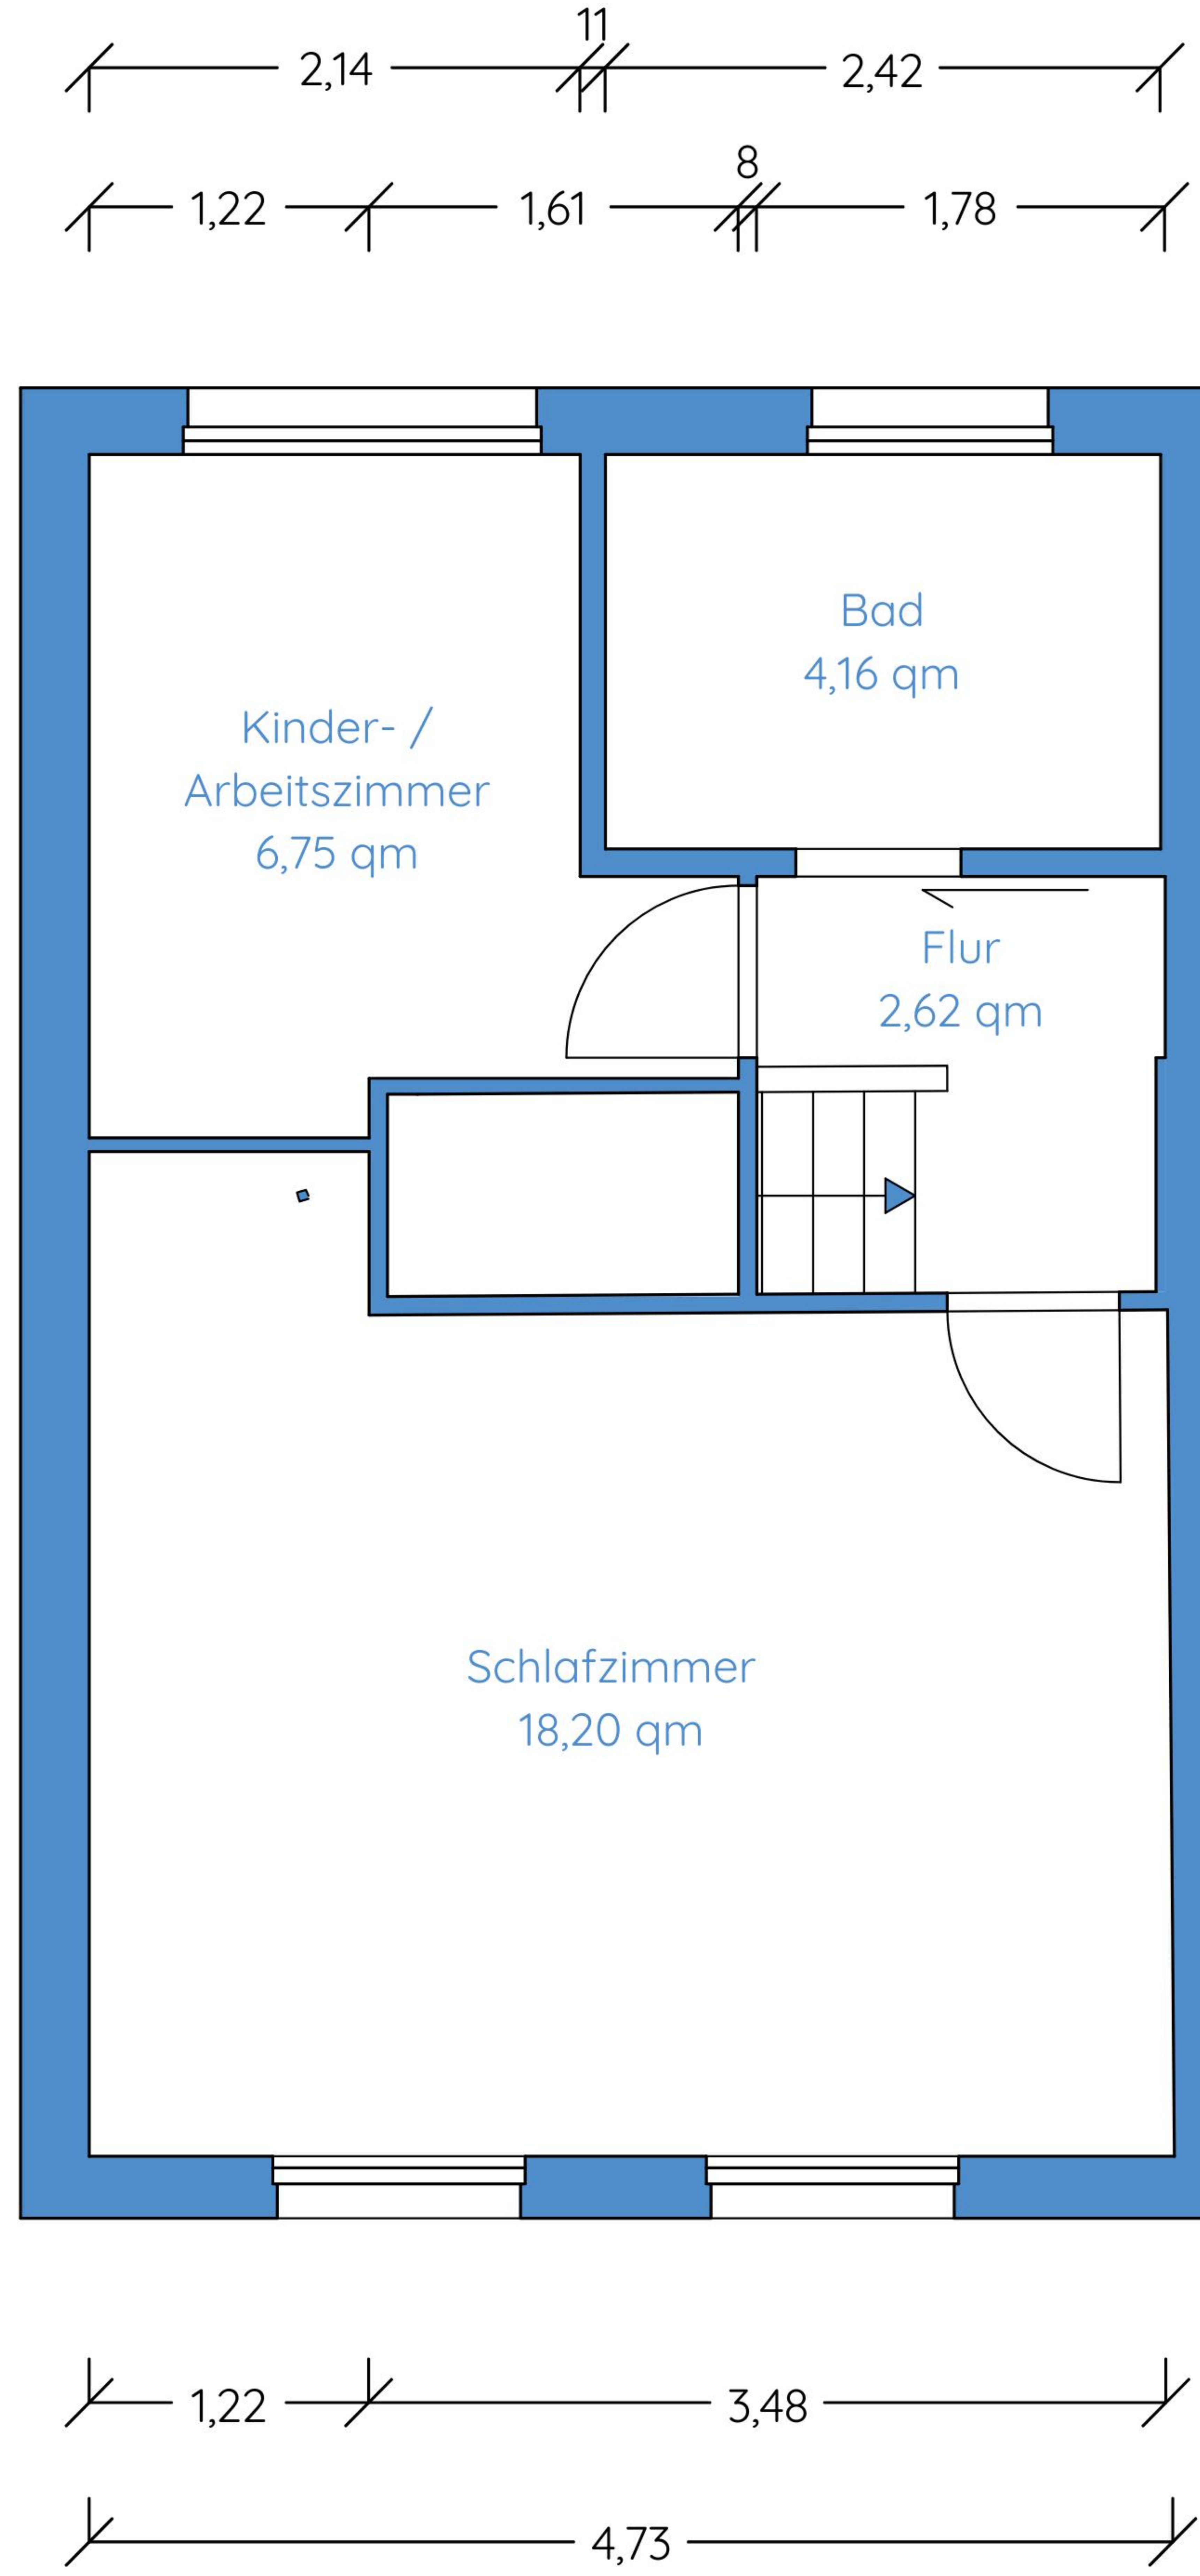 11
2,14
2,42
8
1,22
1,61
1,78
Bad
4,16 qm
Kinder- /
Arbeitszimmer
6,75 qm
Flur
2,62 qm
Schlafzimmer
18,20 qm
1,22
3,48
4,73